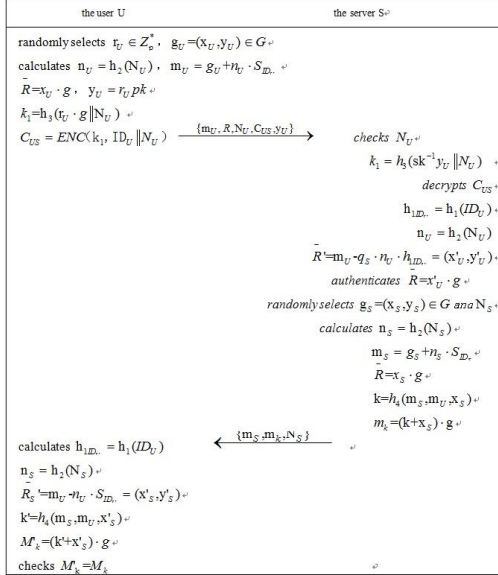 the user U
the server S
randomly selects r_U ∈ Z*_p, g_U=(x_U,y_U)∈G
calculates n_U = h_2(N_U), m_U = g_U+n_U·S_ID..
R̄=x_U·g, y_U=r_U pk
k_1=h_3(r_U·g‖N_U)
C_US = ENC(k_1, ID_U‖N_U)
{m_U, R, N_U, C_US, y_U}
checks N_U
k_1 = h_3(sk^-1 y_U‖N_U)
decrypts C_US
h_1ID.. = h_1(ID_U)
n_U = h_2(N_U)
R̄'=m_U-q_S·n_U·h_1ID.. = (x'_U,y'_U)
authenticates R̄=x'_U·g
randomly selects g_S=(x_S,y_S)∈G and N_S
calculates n_S = h_2(N_S)
m_S = g_S+n_S·S_ID..
R̄=x_S·g
k=h_4(m_S,m_U,x_S)
m_k=(k+x_S)·g
{m_S,m_k,N_S}
calculates h_1ID.. = h_1(ID_U)
n_S = h_2(N_S)
R̄_S'=m_U-n_U·S_ID.. = (x'_S,y'_S)
k'=h_4(m_S,m_U,x'_S)
M'_k=(k'+x'_S)·g
checks M'_k=M_k